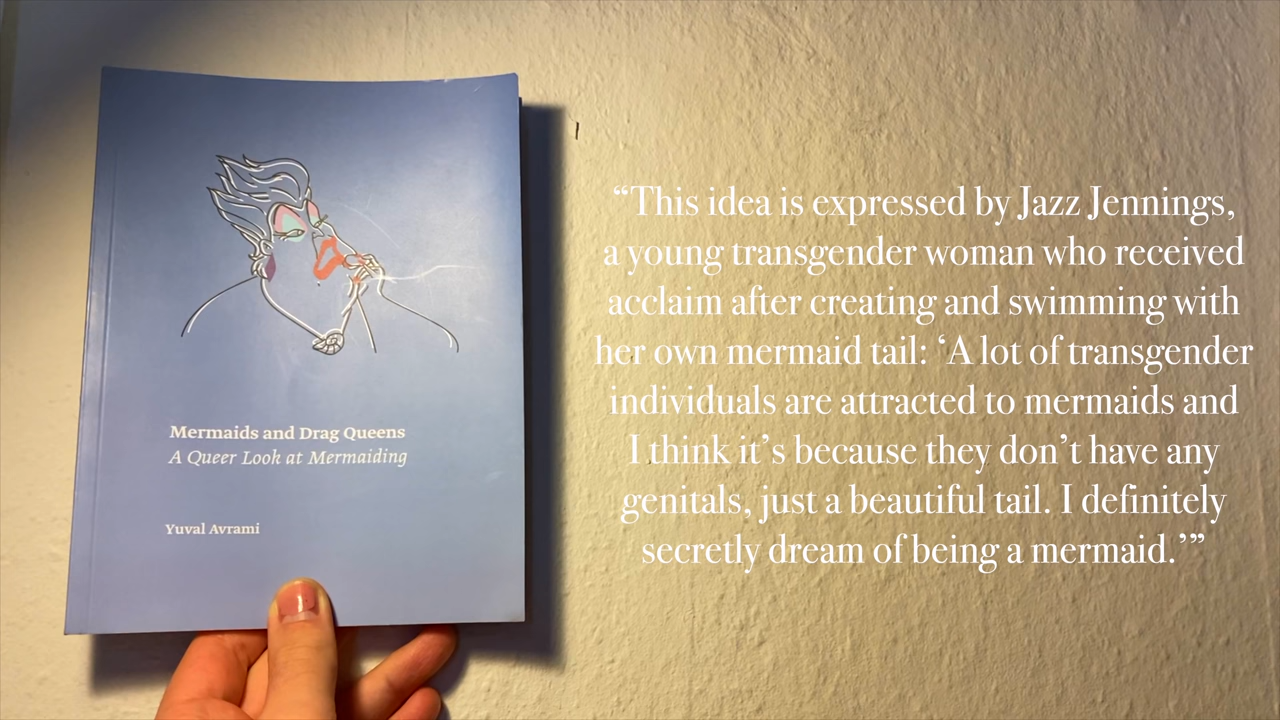 Mermaids and Drag Queens
A Queer Look at Mermaiding
Yuval Avrami
“This idea is expressed by Jazz Jennings,
a young transgender woman who received
acclaim after creating and swimming with
her own mermaid tail: ‘A lot of transgender
individuals are attracted to mermaids and
I think it’s because they don’t have any
genitals, just a beautiful tail. I definitely
secretly dream of being a mermaid.’”